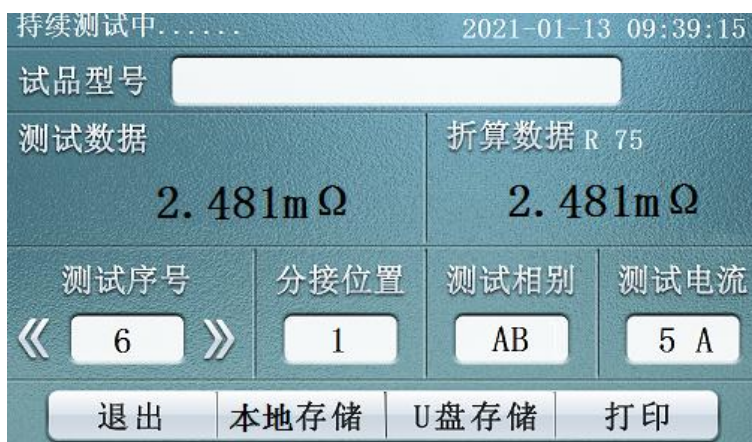 持续测试中...... 2021-01-13 09:39:15
试品型号
测试数据 折算数据 R 75
2.481mΩ 2.481mΩ
测试序号 分接位置 测试相别 测试电流
《 6 》 1 AB 5 A
退出 本地存储 U盘存储 打印